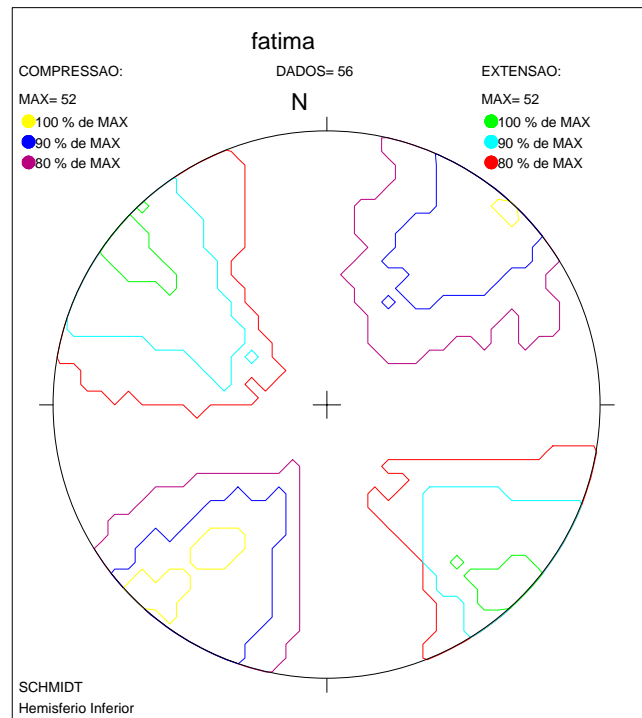 fatima
COMPRESSAO: DADOS= 56 EXTENSAO:
MAX= 52 N MAX= 52
100 % de MAX 100 % de MAX
90 % de MAX 90 % de MAX
80 % de MAX 80 % de MAX
SCHMIDT
Hemisferio Inferior